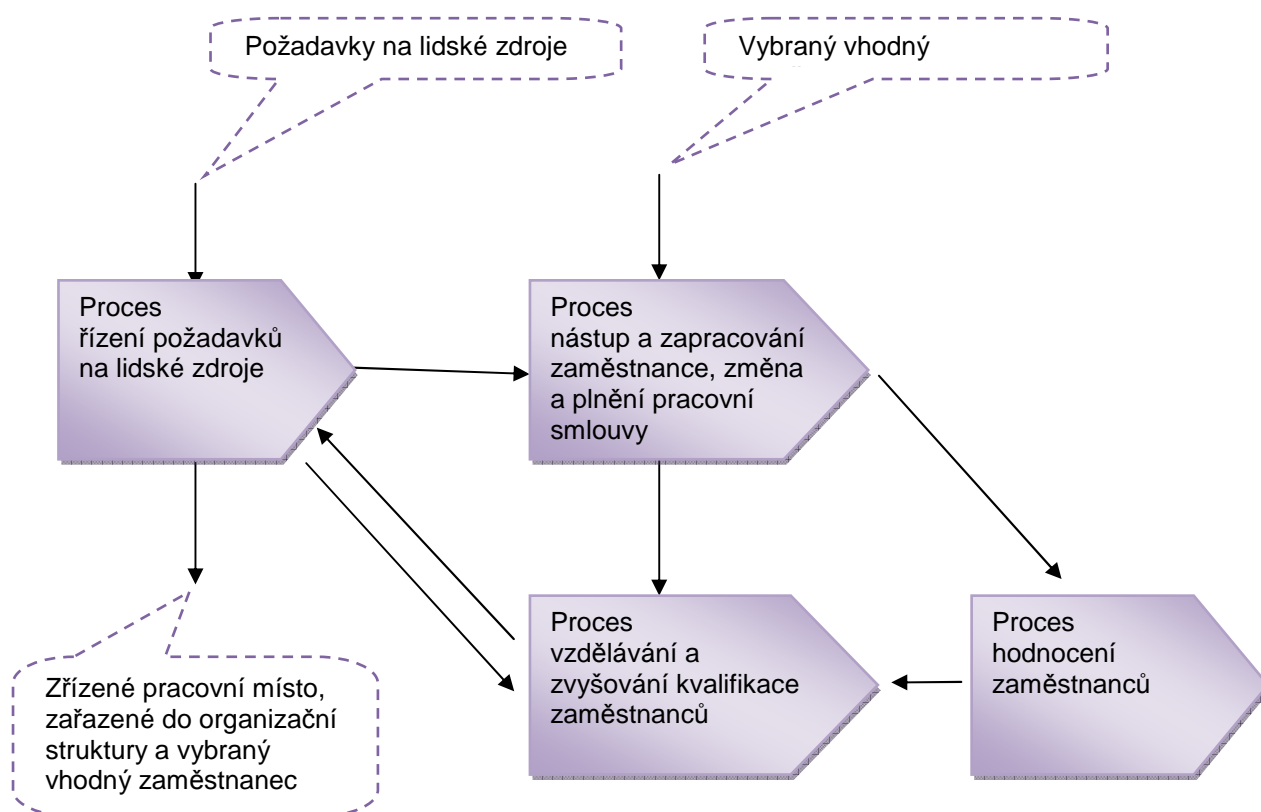 Požadavky na lidské zdroje
Vybraný vhodný
Proces
řízení požadavků
na lidské zdroje
Proces
nástup a zapracování
zaměstnance, změna
a plnění pracovní
smlouvy
Proces
vzdělávání a
zvyšování kvalifikace
zaměstnanců
Proces
hodnocení
zaměstnanců
Zřízené pracovní místo,
zařazené do organizační
struktury a vybraný
vhodný zaměstnanec